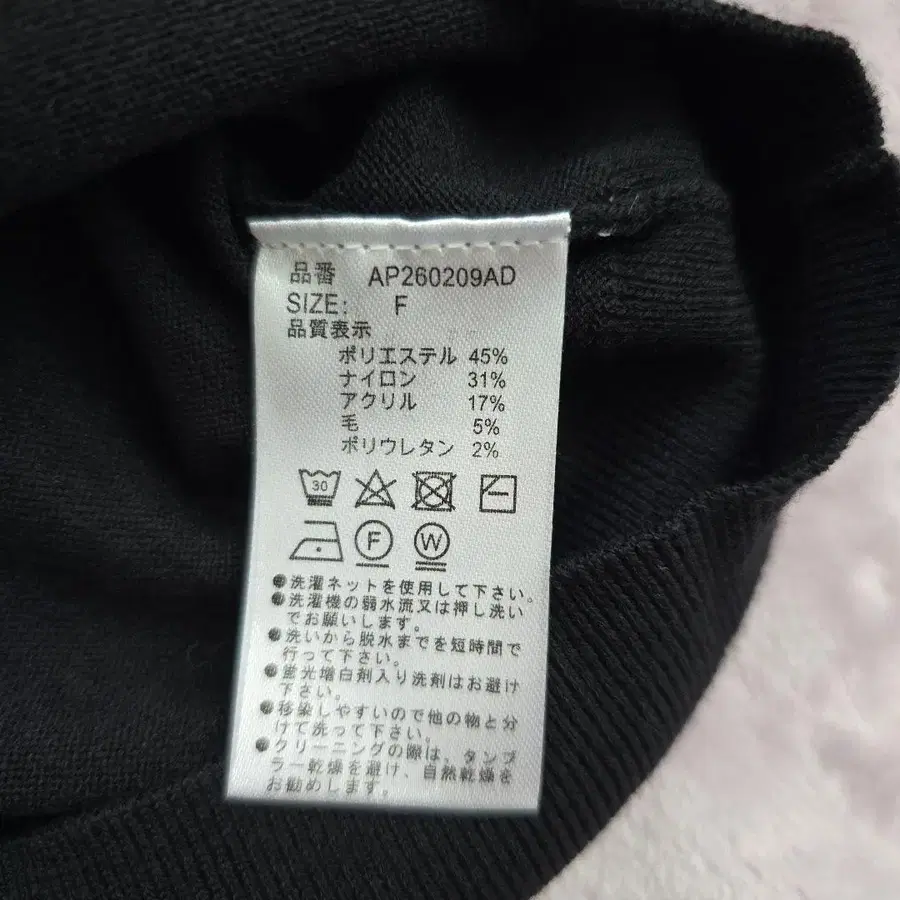 品番 AP260209AD
SIZE: F
品質表示
ポリエステル 45%
ナイロン 31%
アクリル 17%
毛 5%
ポリウレタン 2%
30
F W
●洗濯ネットを使用して下さい。
●洗濯機の弱水流又は押し洗い
でお願いします。
●洗いから脱水までを短時間で
行って下さい。
●蛍光増白剤入り洗剤はお避け
下さい。
●移染しやすいので他の物と分
けて洗って下さい。
●クリーニングの際は、タンブ
ラー乾燥を避け、自然乾燥を
お勧めします。